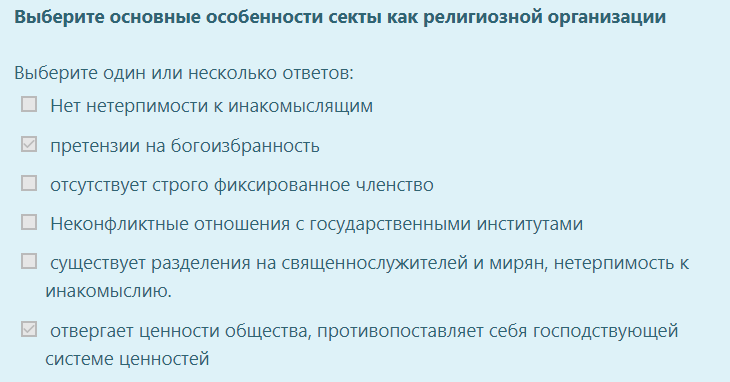 Выберите основные особенности секты как религиозной организации
Выберите один или несколько ответов:
Нет нетерпимости к инакомыслящим
претензии на богоизбранность
отсутствует строго фиксированное членство
Неконфликтные отношения с государственными институтами
существует разделения на священнослужителей и мирян, нетерпимость к
инакомыслию.
отвергает ценности общества, противопоставляет себя господствующей
системе ценностей